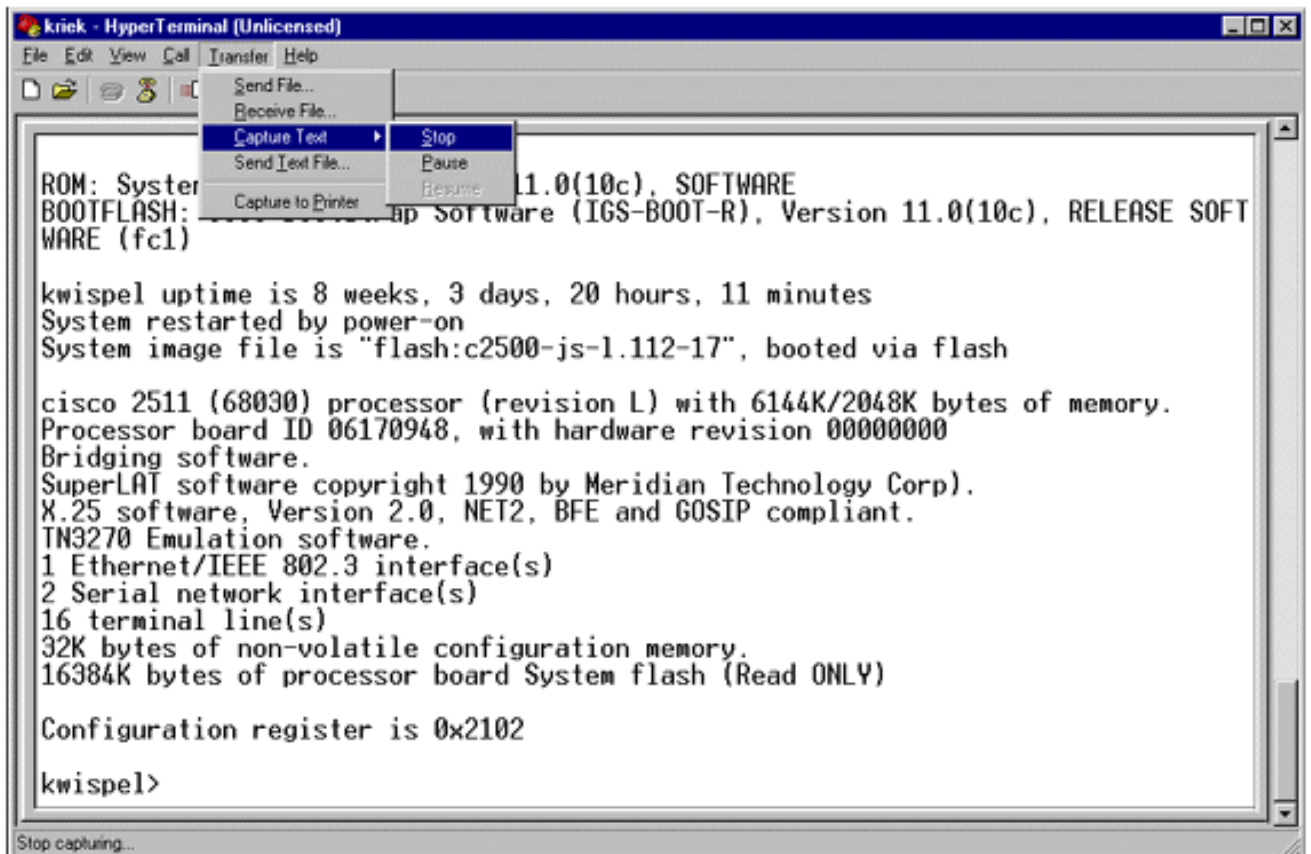 kriek - HyperTerminal (Unlicensed)
File Edit View Call Transfer Help
Send File...
Receive File...
Capture Text
Send Text File...
Capture to Printer
Stop
Pause
Resume
ROM: System 11.0(10c), SOFTWARE
BOOTFLASH: Software (IGS-BOOT-R), Version 11.0(10c), RELEASE SOFT
WARE (fc1)
kwispel uptime is 8 weeks, 3 days, 20 hours, 11 minutes
System restarted by power-on
System image file is "flash:c2500-js-l.112-17", booted via flash
cisco 2511 (68030) processor (revision L) with 6144K/2048K bytes of memory.
Processor board ID 06170948, with hardware revision 00000000
Bridging software.
SuperLAT software copyright 1990 by Meridian Technology Corp).
X.25 software, Version 2.0, NET2, BFE and GOSIP compliant.
TN3270 Emulation software.
1 Ethernet/IEEE 802.3 interface(s)
2 Serial network interface(s)
16 terminal line(s)
32K bytes of non-volatile configuration memory.
16384K bytes of processor board System flash (Read ONLY)
Configuration register is 0x2102
kwispel>
Stop capturing...